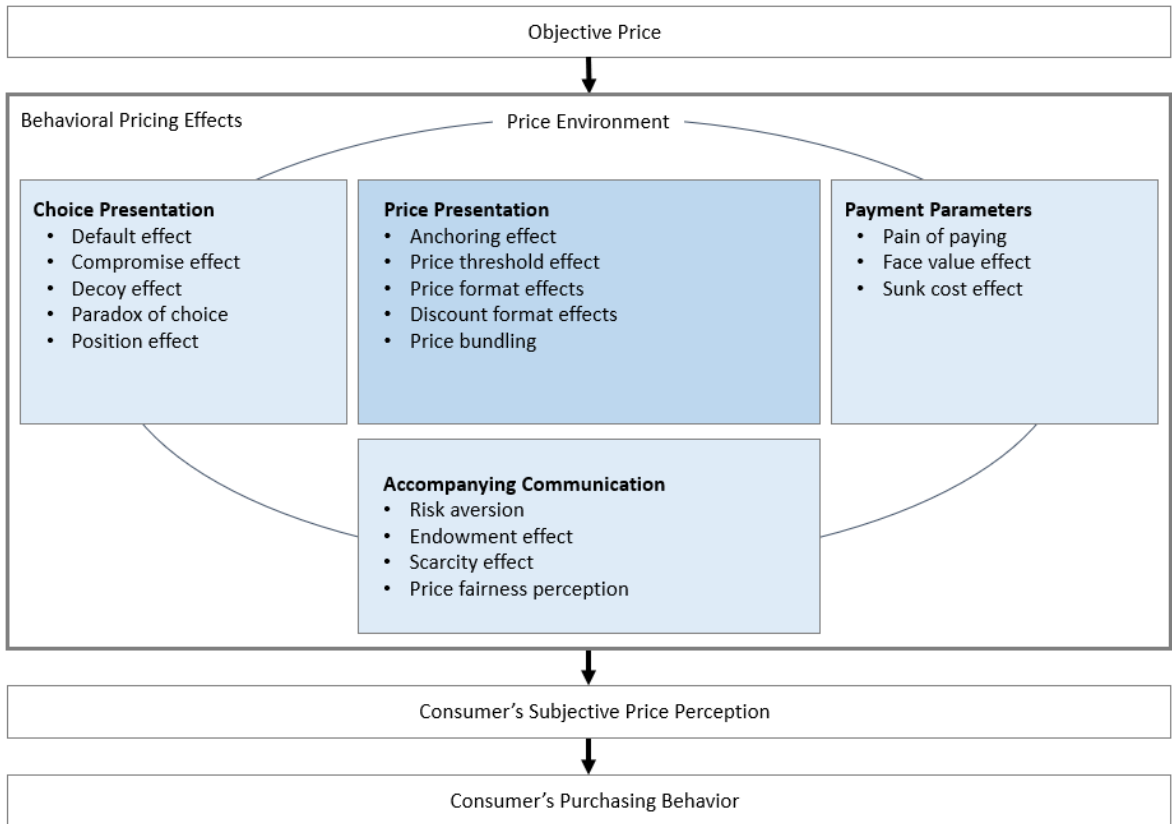 Objective Price
Behavioral Pricing Effects
Price Environment
Choice Presentation
• Default effect
• Compromise effect
• Decoy effect
• Paradox of choice
• Position effect
Price Presentation
• Anchoring effect
• Price threshold effect
• Price format effects
• Discount format effects
• Price bundling
Payment Parameters
• Pain of paying
• Face value effect
• Sunk cost effect
Accompanying Communication
• Risk aversion
• Endowment effect
• Scarcity effect
• Price fairness perception
Consumer’s Subjective Price Perception
Consumer’s Purchasing Behavior